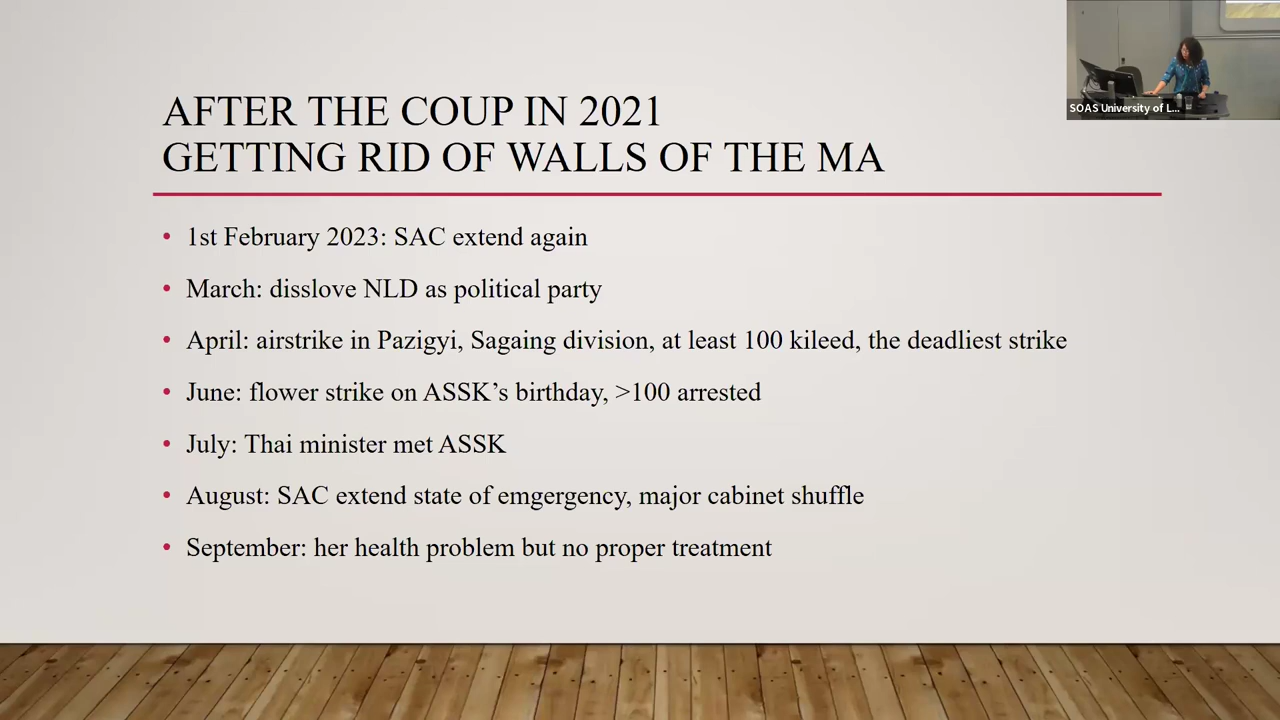 AFTER THE COUP IN 2021
GETTING RID OF WALLS OF THE MA
• 1st February 2023: SAC extend again
• March: disslove NLD as political party
• April: airstrike in Pazigyi, Sagaing division, at least 100 kileed, the deadliest strike
• June: flower strike on ASSK’s birthday, >100 arrested
• July: Thai minister met ASSK
• August: SAC extend state of emgergency, major cabinet shuffle
• September: her health problem but no proper treatment
SOAS University of L...